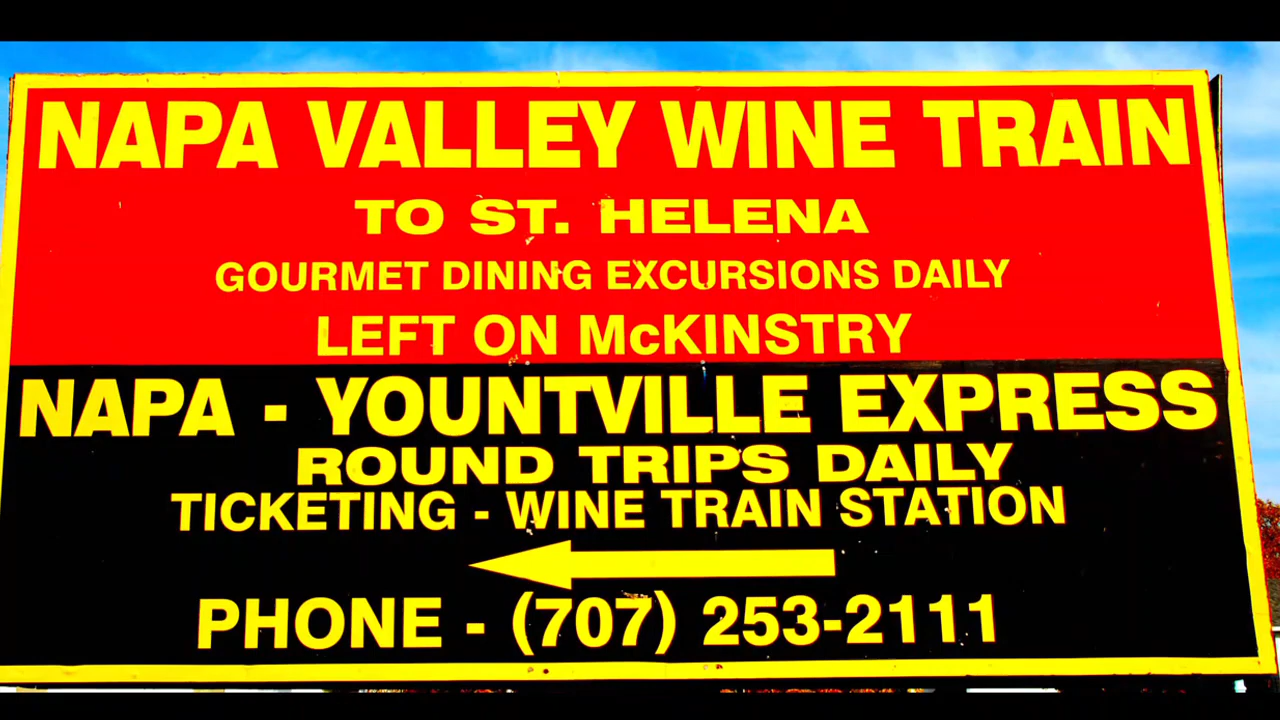 NAPA VALLEY WINE TRAIN
TO ST. HELENA
GOURMET DINING EXCURSIONS DAILY
LEFT ON McKINSTRY
NAPA - YOUNTVILLE EXPRESS
ROUND TRIPS DAILY
TICKETING - WINE TRAIN STATION
PHONE - (707) 253-2111